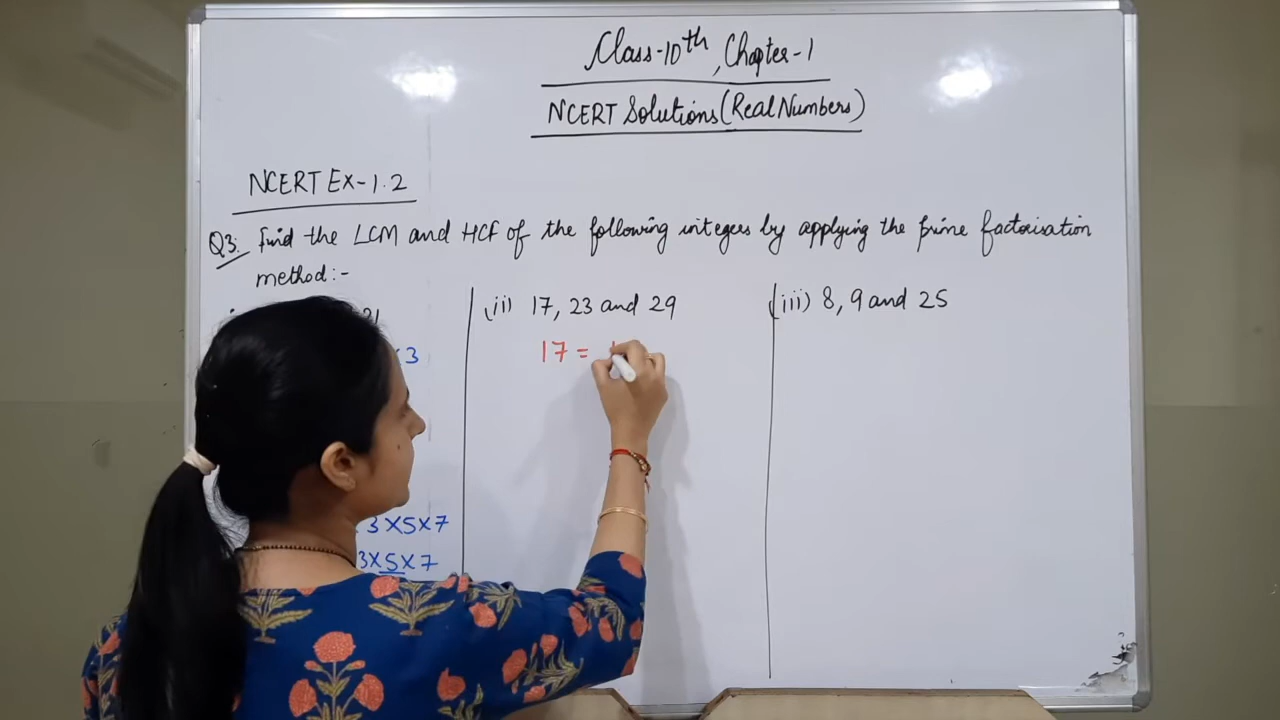 Class-10th, Chapter-1
NCERT Solutions (Real Numbers)
NCERT Ex-1.2
Q3. Find the LCM and HCF of the following integers by applying the prime factorisation
method:-
21
×3
3×5×7
3×5×7
(ii) 17, 23 and 29
17 =
(iii) 8, 9 and 25